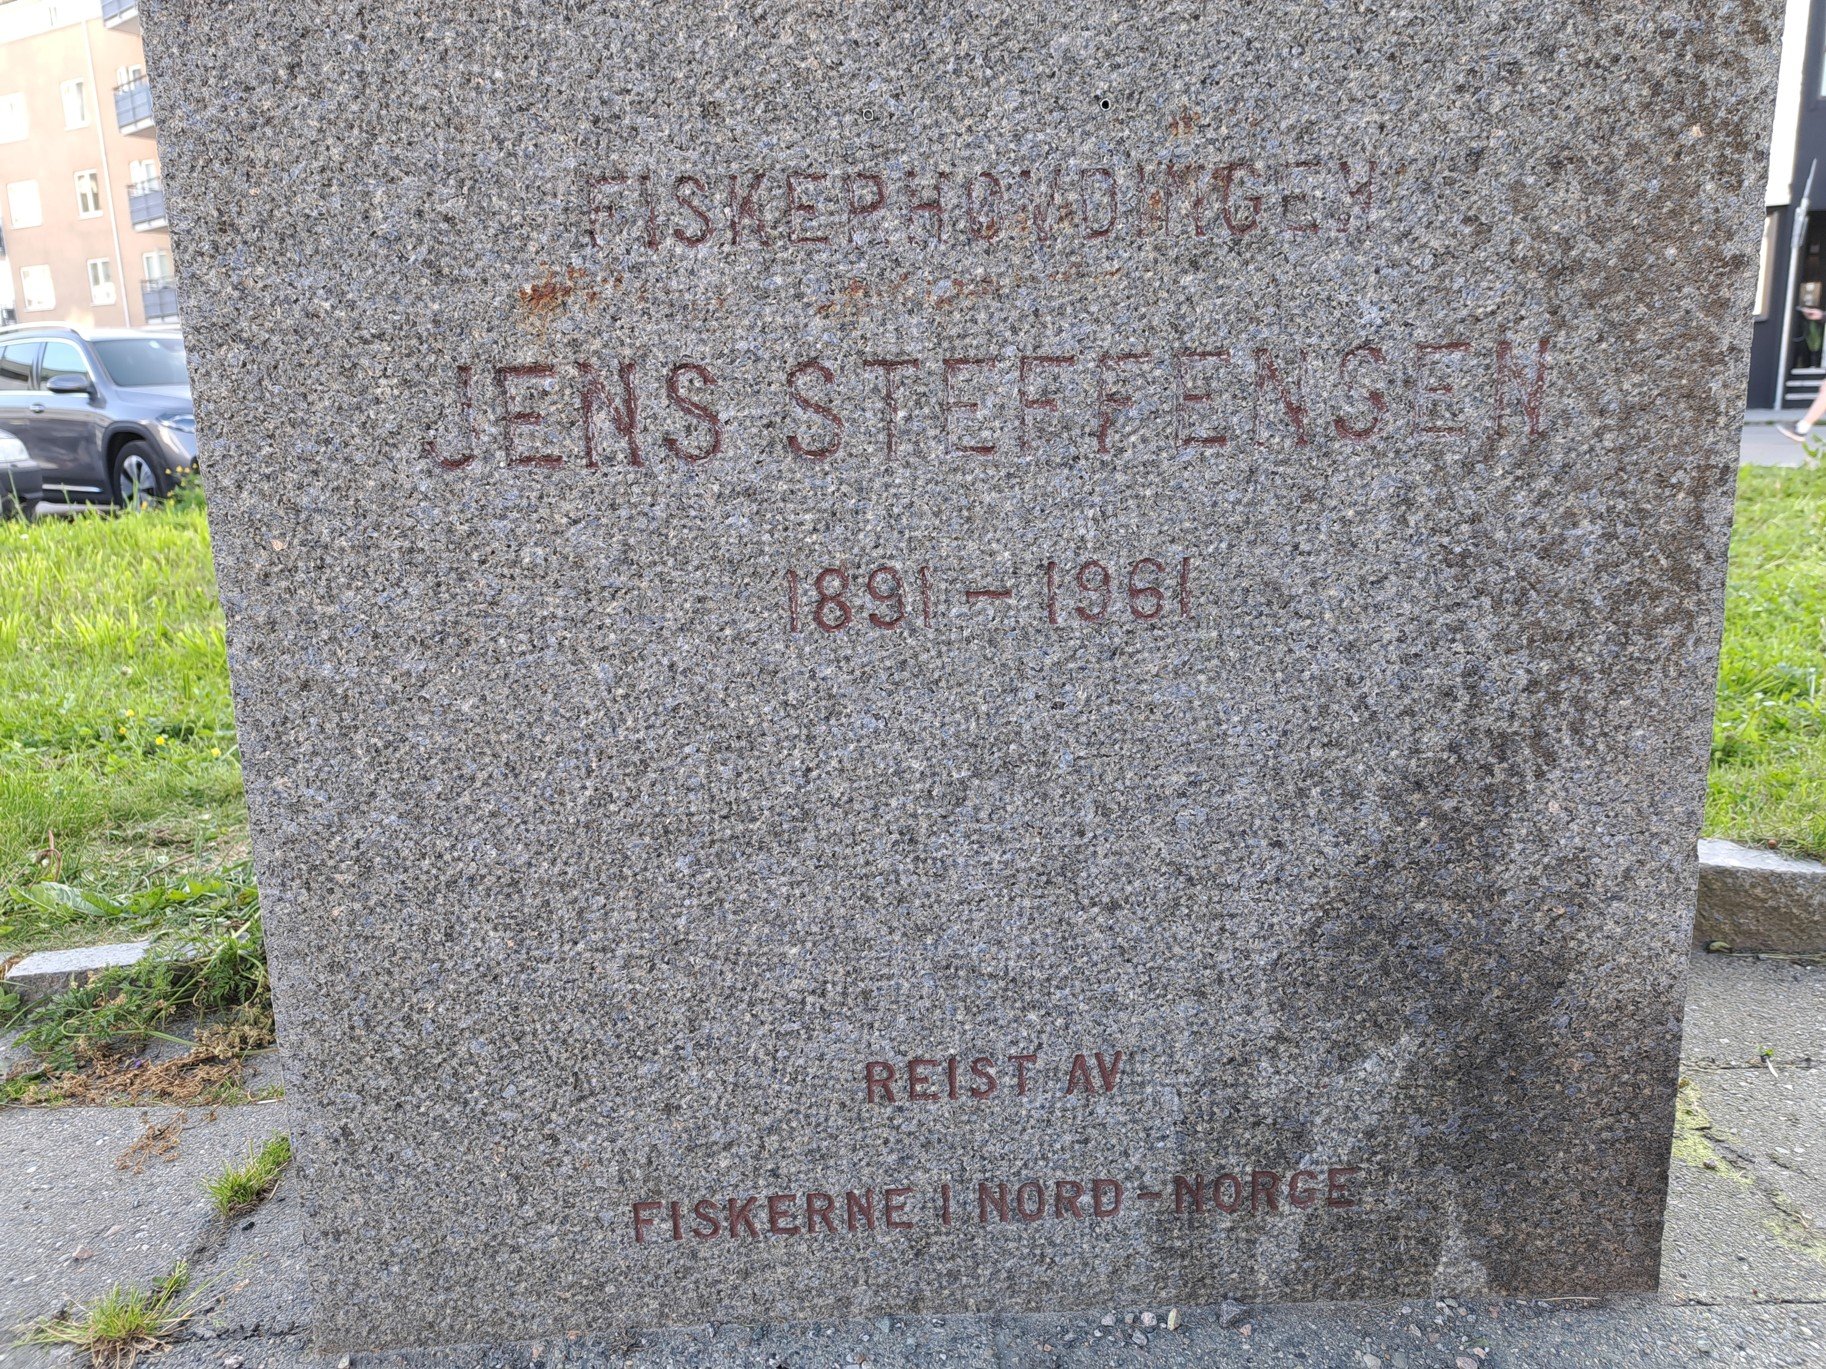 FISKERHØVDINGEN
JENS STEFFENSEN
1891 – 1961
REIST AV
FISKERNE I NORD-NORGE